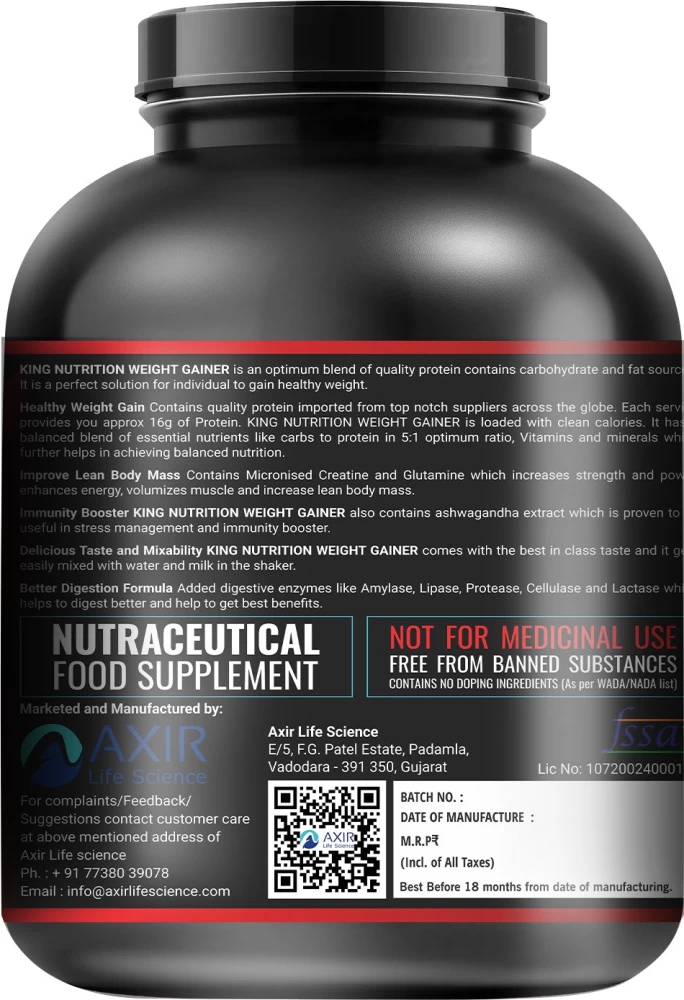 KING NUTRITION WEIGHT GAINER is an optimum blend of quality protein contains carbohydrate and fat
It is a perfect solution for individual to gain healthy weight.
Healthy Weight Gain Contains quality protein imported from top notch suppliers across the globe. Each
provides you approx 16g of Protein. KING NUTRITION WEIGHT GAINER is loaded with clean calories. It
balanced blend of essential nutrients like carbs to protein in 5:1 optimum ratio, Vitamins and minerals
further helps in achieving balanced nutrition.
Improve Lean Body Mass Contains Micronised Creatine and Glutamine which increases strength and
enhances energy, volumizes muscle and increase lean body mass.
Immunity Booster KING NUTRITION WEIGHT GAINER also contains ashwagandha extract which is proven to
useful in stress management and immunity booster.
Delicious Taste and Mixability KING NUTRITION WEIGHT GAINER comes with the best in class taste and it
easily mixed with water and milk in the shaker.
Better Digestion Formula Added digestive enzymes like Amylase, Lipase, Protease, Cellulase and Lactase
helps to digest better and help to get best benefits.
NUTRACEUTICAL
FOOD SUPPLEMENT
NOT FOR MEDICINAL USE
FREE FROM BANNED SUBSTANCES
CONTAINS NO DOPING INGREDIENTS (As per WADA/NADA list)
Marketed and Manufactured by:
AXIR
Life Science
Axir Life Science
E/5, F.G. Patel Estate, Padamla,
Vadodara - 391 350, Gujarat
fssa
Lic No: 107200240001
For complaints/Feedback/
Suggestions contact customer care
at above mentioned address of
Axir Life science
Ph. : + 91 77380 39078
Email : info@axirlifescience.com
AXIR
Life Science
BATCH NO. :
DATE OF MANUFACTURE :
M.R.P₹
(Incl. of All Taxes)
Best Before 18 months from date of manufacturing.